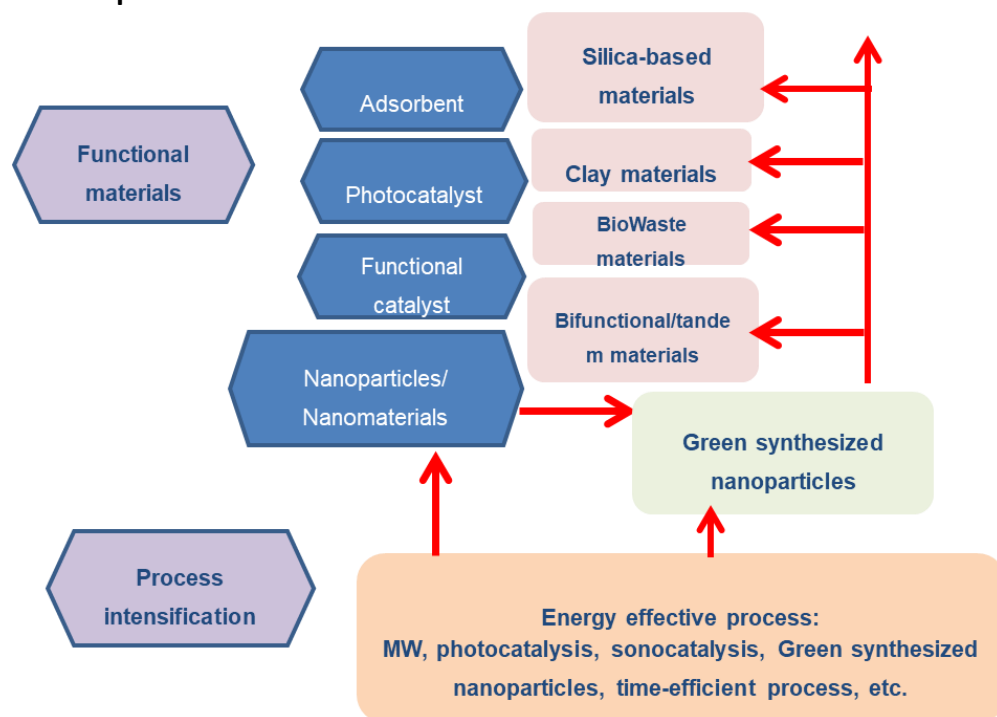 Functional
materials
Adsorbent
Photocatalyst
Functional
catalyst
Nanoparticles/
Nanomaterials
Silica-based
materials
Clay materials
BioWaste
materials
Bifunctional/tande
m materials
Green synthesized
nanoparticles
Process
intensification
Energy effective process:
MW, photocatalysis, sonocatalysis, Green synthesized
nanoparticles, time-efficient process, etc.